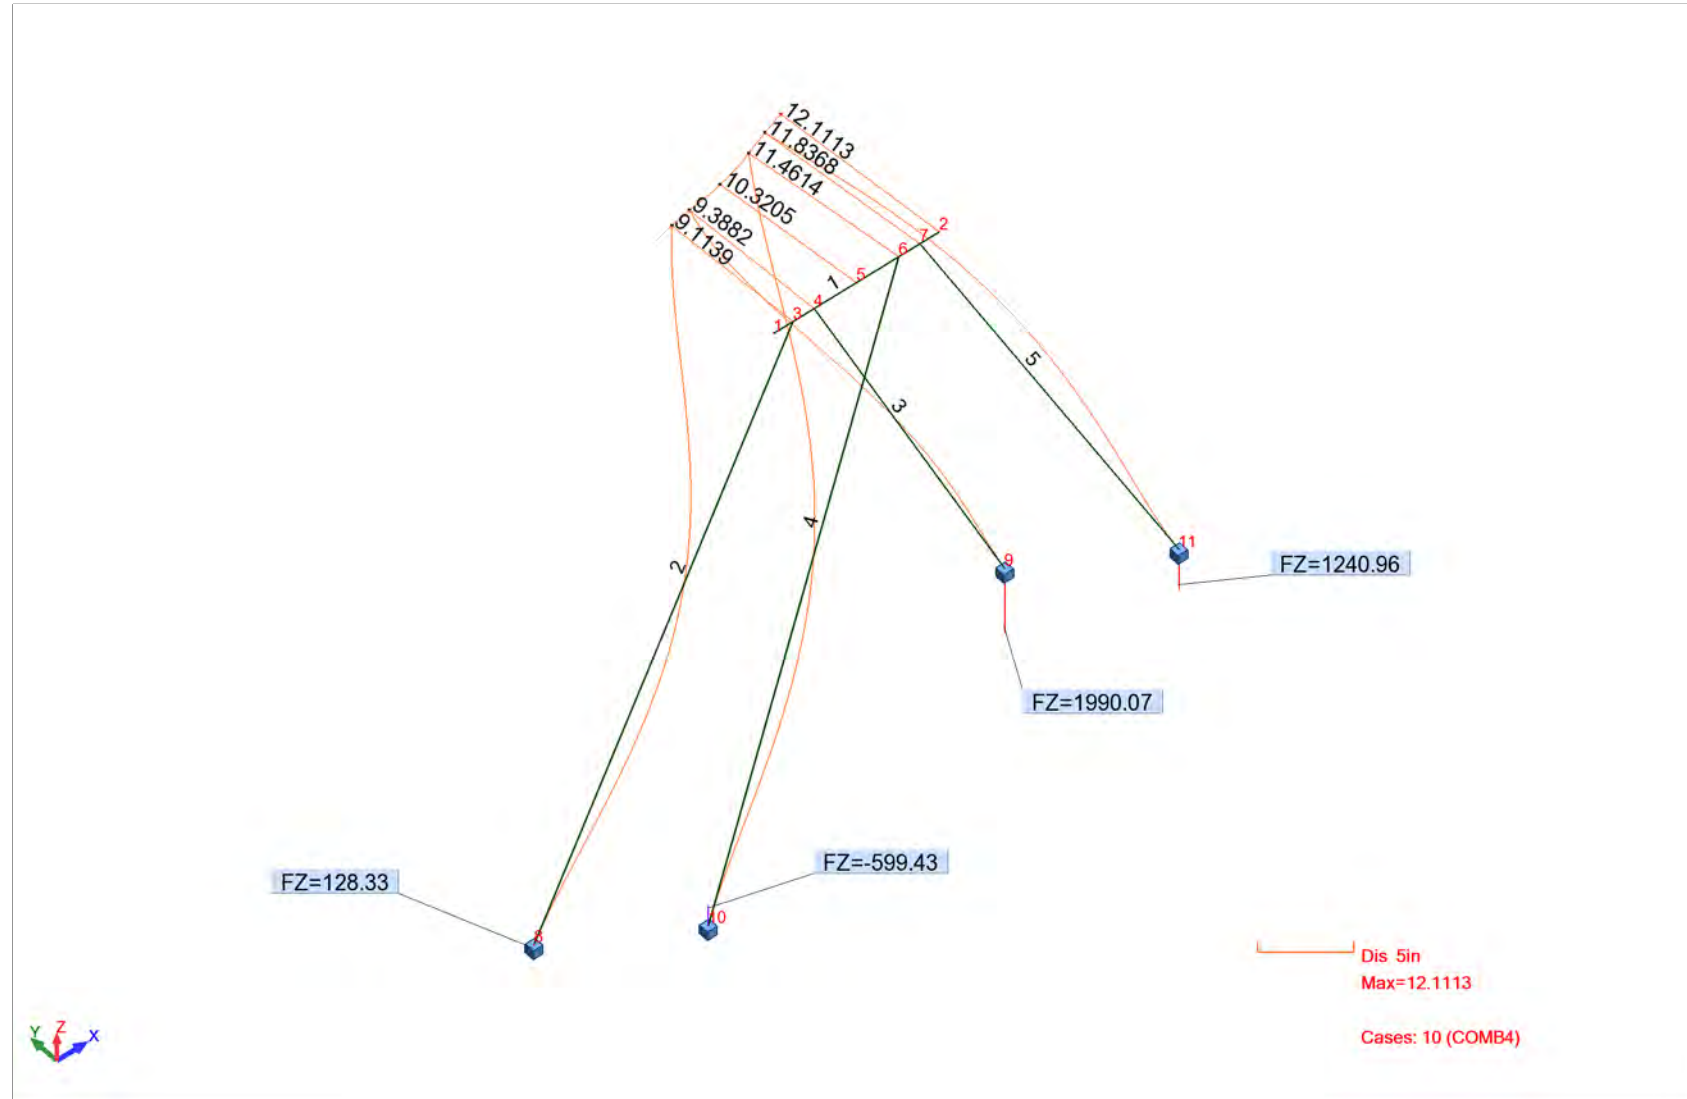 12.1113
11.8368
11.4614
10.3205
9.3882
9.1139
2
7
6
5
1
4
3
1
5
3
4
2
9
11
FZ=1240.96
FZ=1990.07
FZ=-599.43
FZ=128.33
10
8
Dis 5in
Max=12.1113
Cases: 10 (COMB4)
Y Z X